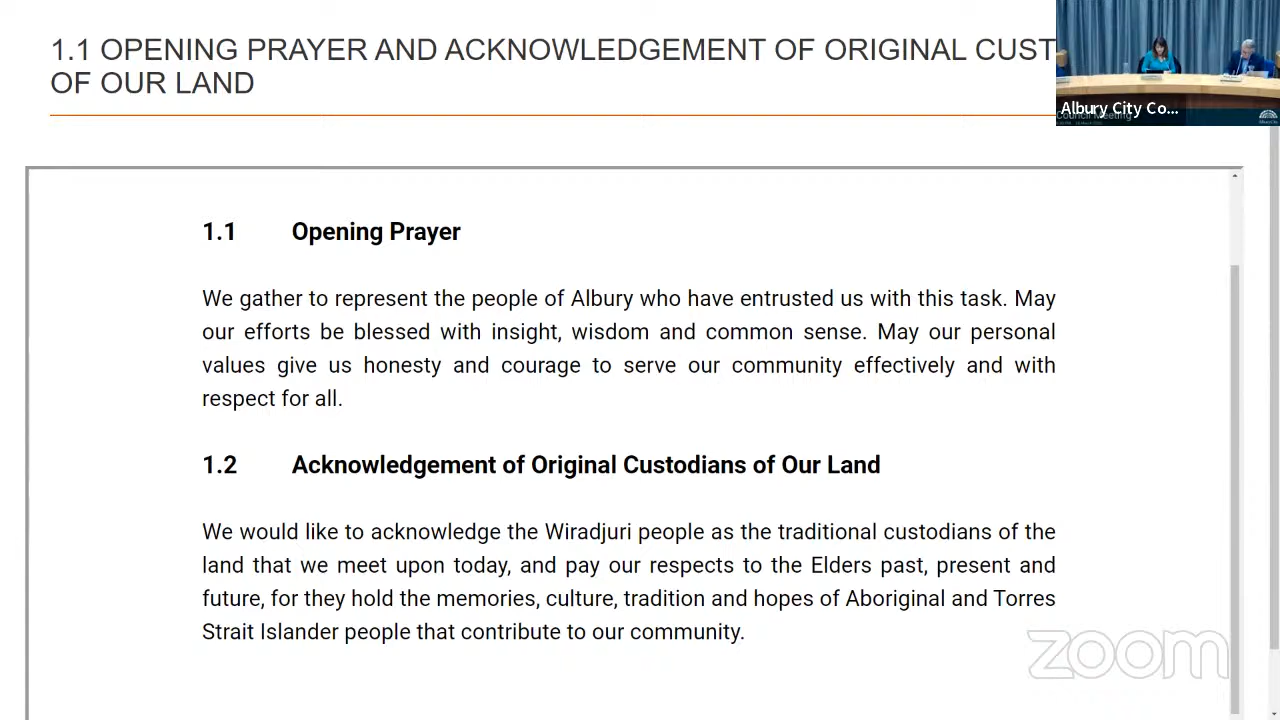 1.1 OPENING PRAYER AND ACKNOWLEDGEMENT OF ORIGINAL CUST
OF OUR LAND
Albury City Co...
Council Meeting
1.1 Opening Prayer
We gather to represent the people of Albury who have entrusted us with this task. May
our efforts be blessed with insight, wisdom and common sense. May our personal
values give us honesty and courage to serve our community effectively and with
respect for all.
1.2 Acknowledgement of Original Custodians of Our Land
We would like to acknowledge the Wiradjuri people as the traditional custodians of the
land that we meet upon today, and pay our respects to the Elders past, present and
future, for they hold the memories, culture, tradition and hopes of Aboriginal and Torres
Strait Islander people that contribute to our community.
zoom